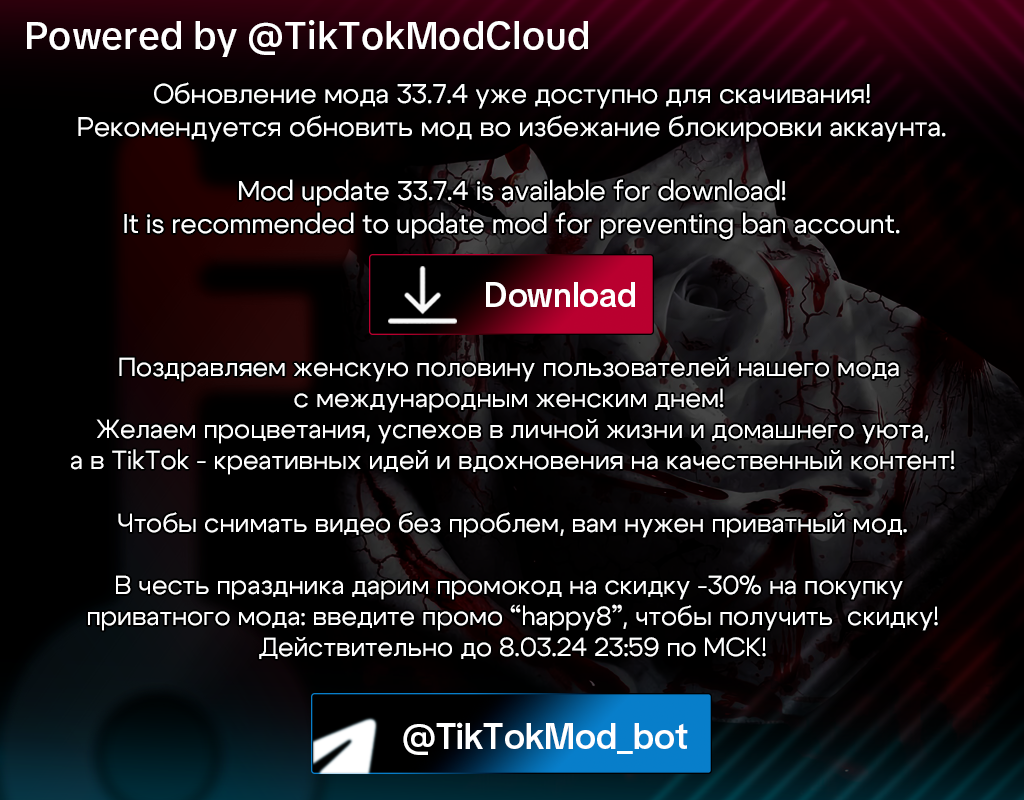 Powered by @TikTokModCloud
Обновление мода 33.7.4 уже доступно для скачивания!
Рекомендуется обновить мод во избежание блокировки аккаунта.
Mod update 33.7.4 is available for download!
It is recommended to update mod for preventing ban account.
Download
Поздравляем женскую половину пользователей нашего мода
с международным женским днем!
Желаем процветания, успехов в личной жизни и домашнего уюта,
а в TikTok - креативных идей и вдохновения на качественный контент!
Чтобы снимать видео без проблем, вам нужен приватный мод.
В честь праздника дарим промокод на скидку -30% на покупку
приватного мода: введите промо “happy8”, чтобы получить  скидку!
Действительно до 8.03.24 23:59 по МСК!
@TikTokMod_bot